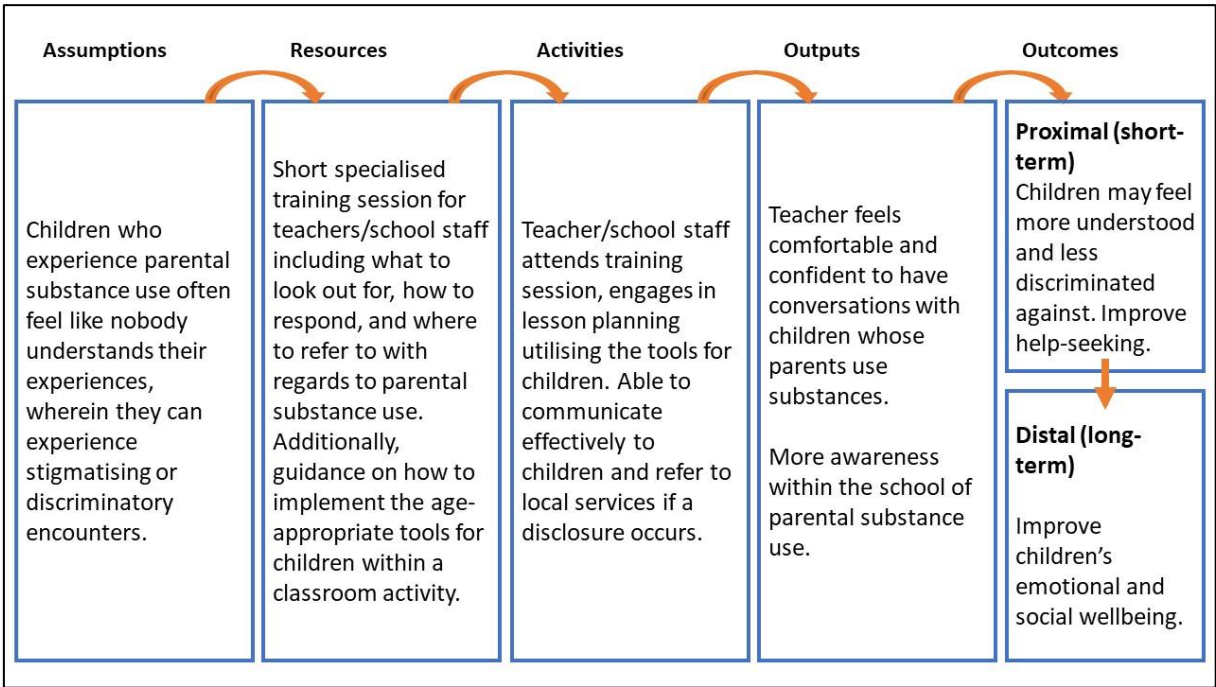 Assumptions
Resources
Activities
Outputs
Outcomes
Children who
experience parental
substance use often
feel like nobody
understands their
experiences,
wherein they can
experience
stigmatising or
discriminatory
encounters.
Short specialised
training session for
teachers/school staff
including what to
look out for, how to
respond, and where
to refer to with
regards to parental
substance use.
Additionally,
guidance on how to
implement the age-
appropriate tools for
children within a
classroom activity.
Teacher/school staff
attends training
session, engages in
lesson planning
utilising the tools for
children. Able to
communicate
effectively to
children and refer to
local services if a
disclosure occurs.
Teacher feels
comfortable and
confident to have
conversations with
children whose
parents use
substances.
More awareness
within the school of
parental substance
use.
Proximal (short-
term)
Children may feel
more understood
and less
discriminated
against. Improve
help-seeking.
Distal (long-
term)
Improve
children’s
emotional and
social wellbeing.